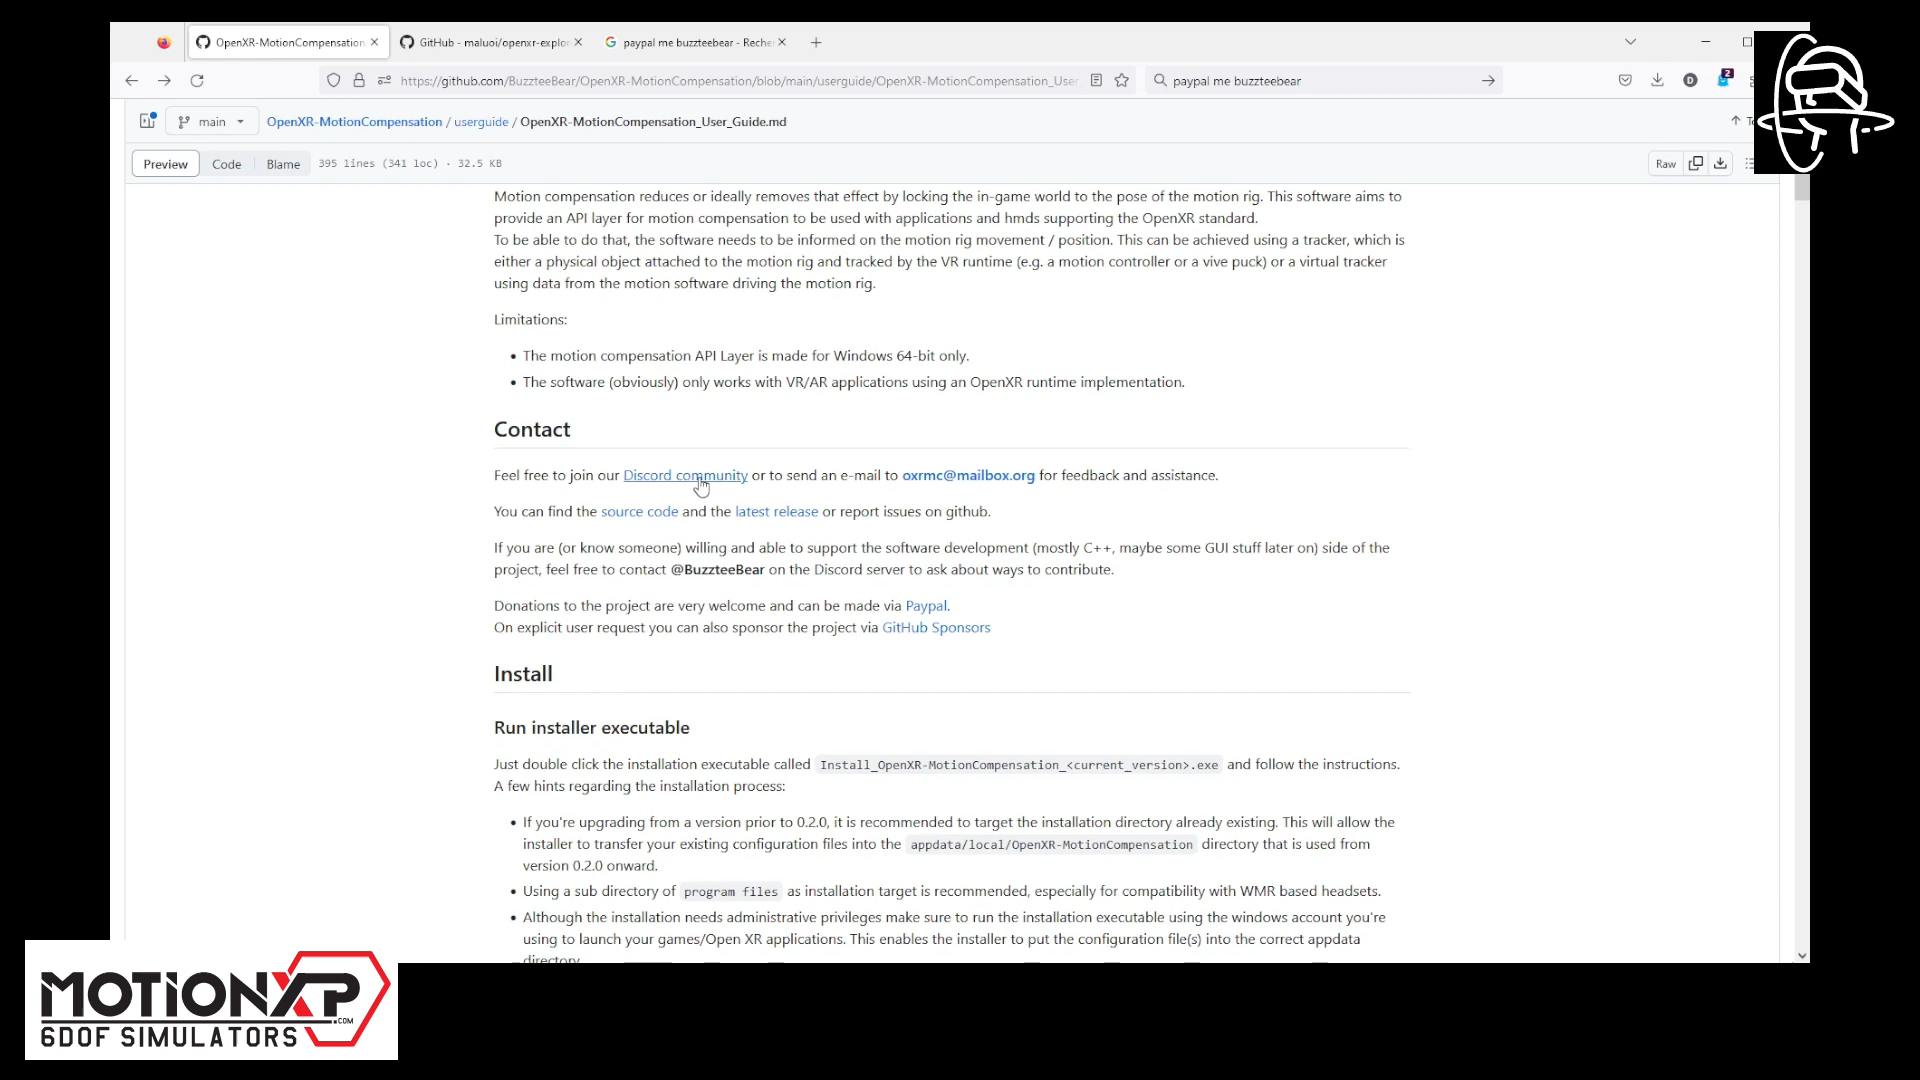 OpenXR-MotionCompensation
GitHub - maluoi/openxr-explor
paypal me buzzteebear - Recher
https://github.com/BuzzteeBear/OpenXR-MotionCompensation/blob/main/userguide/OpenXR-MotionCompensation_User_
paypal me buzzteebear
D
2
main
OpenXR-MotionCompensation / userguide / OpenXR-MotionCompensation_User_Guide.md
Preview
Code
Blame
395 lines (341 loc) · 32.5 KB
Raw
Motion compensation reduces or ideally removes that effect by locking the in-game world to the pose of the motion rig. This software aims to
provide an API layer for motion compensation to be used with applications and hmds supporting the OpenXR standard.
To be able to do that, the software needs to be informed on the motion rig movement / position. This can be achieved using a tracker, which is
either a physical object attached to the motion rig and tracked by the VR runtime (e.g. a motion controller or a vive puck) or a virtual tracker
using data from the motion software driving the motion rig.
Limitations:
• The motion compensation API Layer is made for Windows 64-bit only.
• The software (obviously) only works with VR/AR applications using an OpenXR runtime implementation.
Contact
Feel free to join our Discord community or to send an e-mail to oxrmc@mailbox.org for feedback and assistance.
You can find the source code and the latest release or report issues on github.
If you are (or know someone) willing and able to support the software development (mostly C++, maybe some GUI stuff later on) side of the
project, feel free to contact @BuzzteeBear on the Discord server to ask about ways to contribute.
Donations to the project are very welcome and can be made via Paypal.
On explicit user request you can also sponsor the project via GitHub Sponsors
Install
Run installer executable
Just double click the installation executable called Install_OpenXR-MotionCompensation_<current_version>.exe and follow the instructions.
A few hints regarding the installation process:
• If you're upgrading from a version prior to 0.2.0, it is recommended to target the installation directory already existing. This will allow the
installer to transfer your existing configuration files into the appdata/local/OpenXR-MotionCompensation directory that is used from
version 0.2.0 onward.
• Using a sub directory of program files as installation target is recommended, especially for compatibility with WMR based headsets.
• Although the installation needs administrative privileges make sure to run the installation executable using the windows account you're
using to launch your games/Open XR applications. This enables the installer to put the configuration file(s) into the correct appdata
directory.
MOTIONXP
.COM
6DOF SIMULATORS